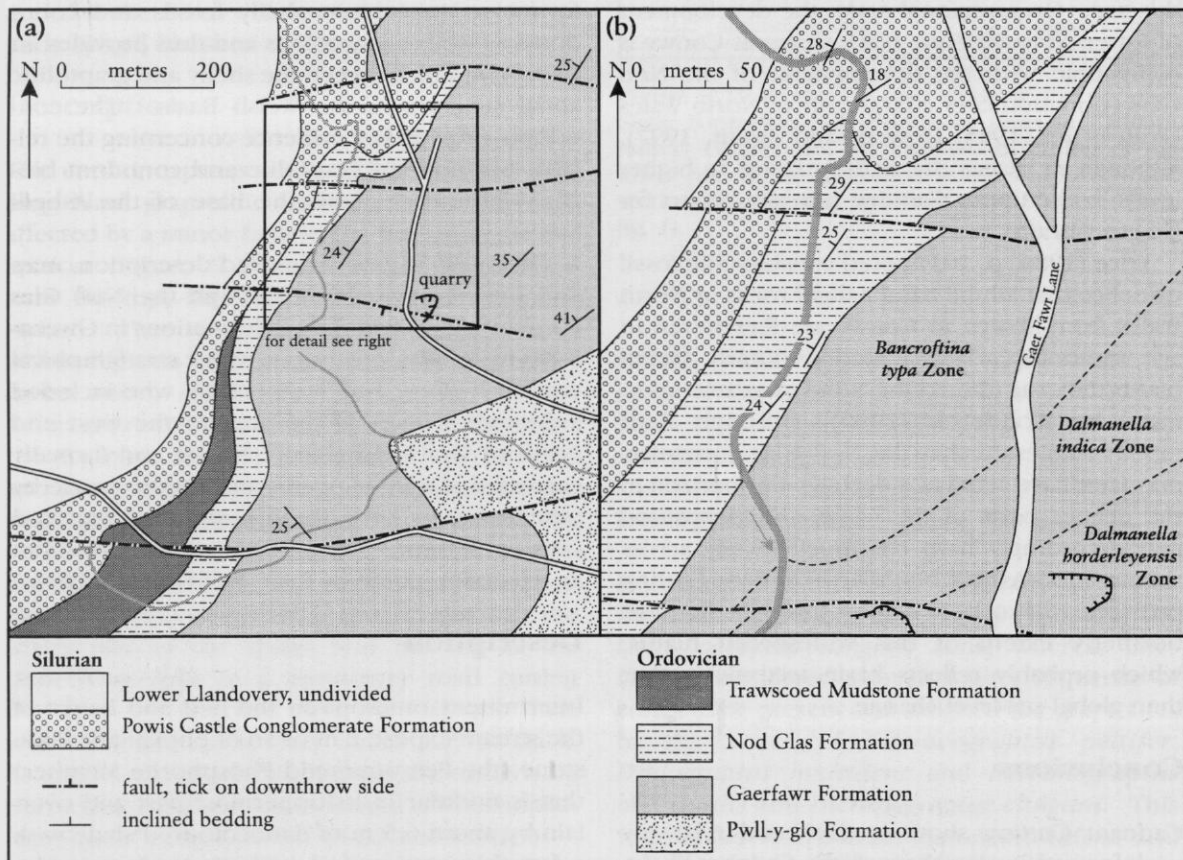 (a)
N 0 metres 200
25
24
35
quarry
41
for detail see right
25
(b)
N 0 metres 50
28
18
29
25
23
24
Bancroftina
typa Zone
Gaer Fawr Lane
Dalmanella
indica Zone
Dalmanella
horderleyensis
Zone
Silurian
Lower Llandovery, undivided
Powis Castle Conglomerate Formation
fault, tick on downthrow side
inclined bedding
Ordovician
Trawscoed Mudstone Formation
Nod Glas Formation
Gaerfawr Formation
Pwll-y-glo Formation